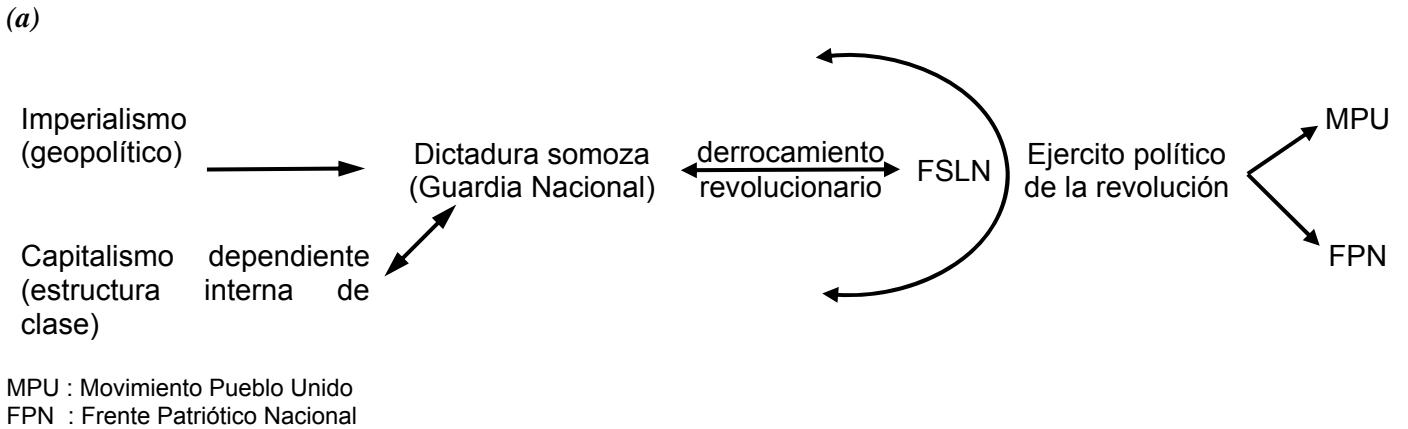 (a)
Imperialismo
(geopolítico)
Dictadura somoza
(Guardia Nacional)
derrocamiento
revolucionario
FSLN
Ejercito político
de la revolución
MPU
FPN
Capitalismo dependiente
(estructura interna de
clase)
MPU : Movimiento Pueblo Unido
FPN : Frente Patriótico Nacional